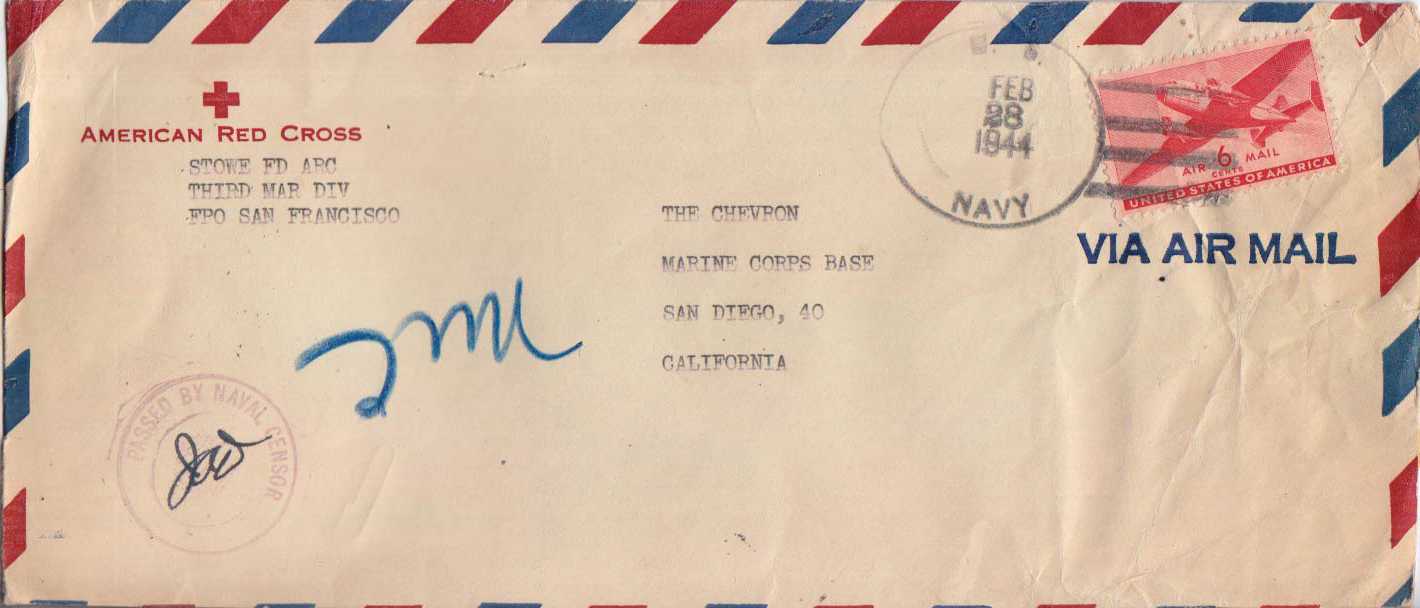 AMERICAN RED CROSS
STOWE FD ARC
THIRD MAR DIV
FPO SAN FRANCISCO
FEB
28
1944
NAVY
AIR 6 MAIL
CENTS
UNITED STATES OF AMERICA
VIA AIR MAIL
THE CHEVRON
MARINE CORPS BASE
SAN DIEGO, 40
CALIFORNIA
PASSED BY NAVAL CENSOR